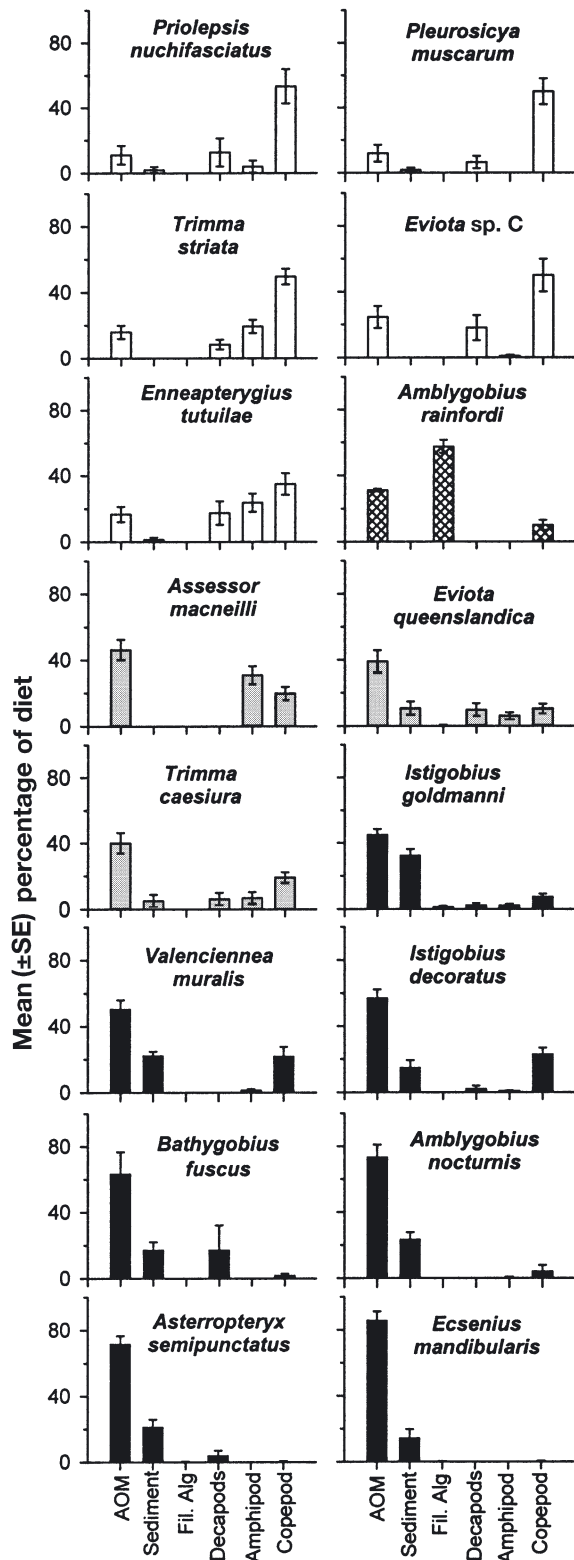 Mean (±SE) percentage of diet
Priolepsis
nuchifasciatus
80
40
0
Pleurosicya
muscarum
Trimma
striata
80
40
0
Eviota sp. C
Enneapterygius
tutuilae
80
40
0
Amblygobius
rainfordi
Assessor
macneilli
80
40
0
Eviota
queenslandica
Trimma
caesiura
80
40
0
Istigobius
goldmanni
Valenciennea
muralis
80
40
0
Istigobius
decoratus
Bathygobius
fuscus
80
40
0
Amblygobius
nocturnis
Asterropteryx
semipunctatus
80
40
0
Ecsenius
mandibularis
AOM
Sediment
Fil. Alg
Decapods
Amphipod
Copepod
AOM
Sediment
Fil. Alg
Decapods
Amphipod
Copepod